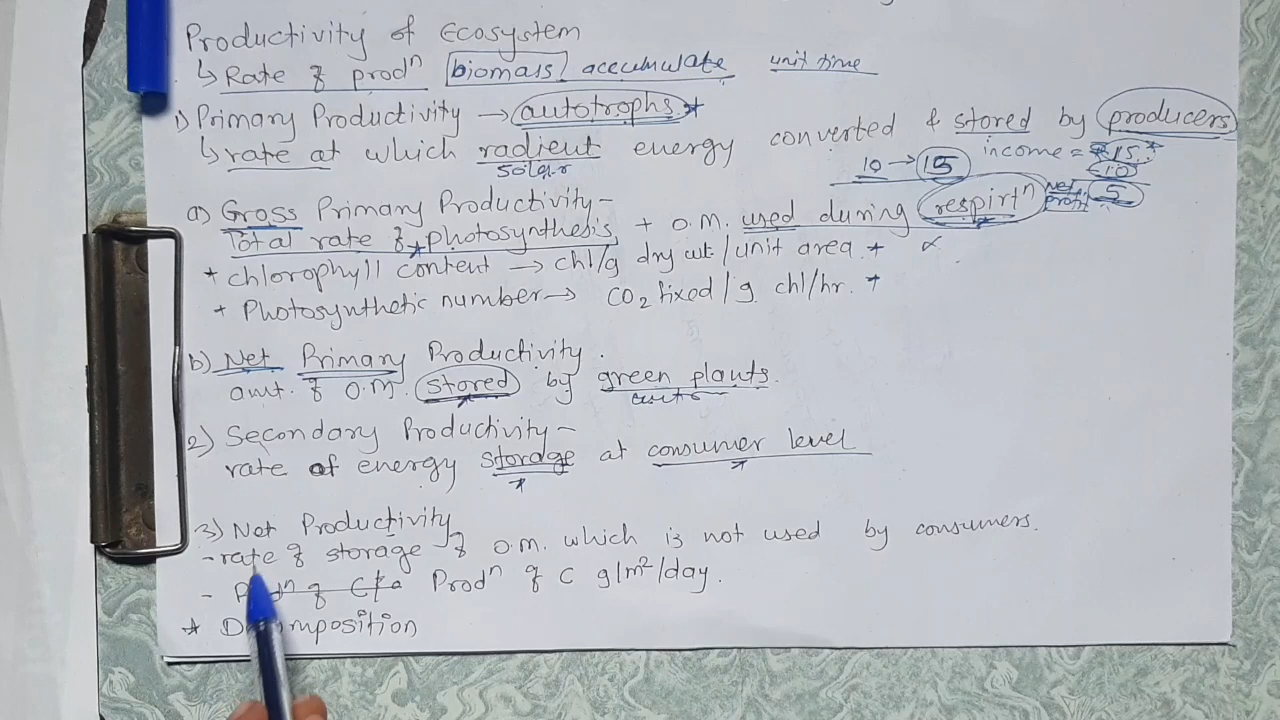 Productivity of Ecosystem
↳ Rate of prodⁿ biomass/ accumulate unit time
1) Primary Productivity → autotrophs *
↳ rate at which radient energy converted & stored by producers
solar
10 → 15
income = 15 *
-10
Net profit 5
a) Gross Primary Productivity-
Total rate of photosynthesis + O.M. used during respirtⁿ
* chlorophyll content → chl/g dry wt/unit area *
* Photosynthetic number → CO₂ fixed/g chl/hr. *
b) Net Primary Productivity.
amt. of O.M. stored by green plants.
2) Secondary Productivity-
rate of energy storage at consumer level
3) Net Productivity
- rate of storage of O.M. which is not used by consumers.
- Prodⁿ of C g/m²/day.
* Decomposition